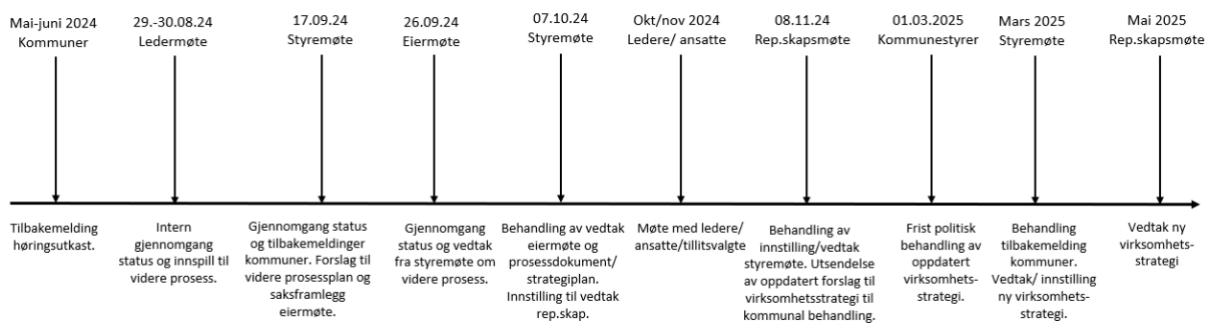 Mai-juni 2024
Kommuner
29.-30.08.24
Ledermøte
17.09.24
Styremøte
26.09.24
Eiermøte
07.10.24
Styremøte
Okt/nov 2024
Ledere/ ansatte
08.11.24
Rep.skapsmøte
01.03.2025
Kommunestyrer
Mars 2025
Styremøte
Mai 2025
Rep.skapsmøte
Tilbakemelding
høringsutkast.
Intern
gjennomgang
status og innspill til
videre prosess.
Gjennomgang status
og tilbakemeldinger
kommuner. Forslag til
videre prosessplan og
saksframlegg
eiermøte.
Gjennomgang
status og vedtak
fra styremøte om
videre prosess.
Behandling av vedtak
eiermøte og
prosessdokument/
strategiplan.
Innstilling til vedtak
rep.skap.
Møte med ledere/
ansatte/tillitsvalgte
Behandling av
innstilling/vedtak
styremøte. Utsendelse
av oppdatert forslag til
virksomhetsstrategi til
kommunal behandling.
Frist politisk
behandling av
oppdatert
virksomhets-
strategi.
Behandling
tilbakemelding
kommuner.
Vedtak/ innstilling
ny virksomhets-
strategi.
Vedtak ny
virksomhets-
strategi